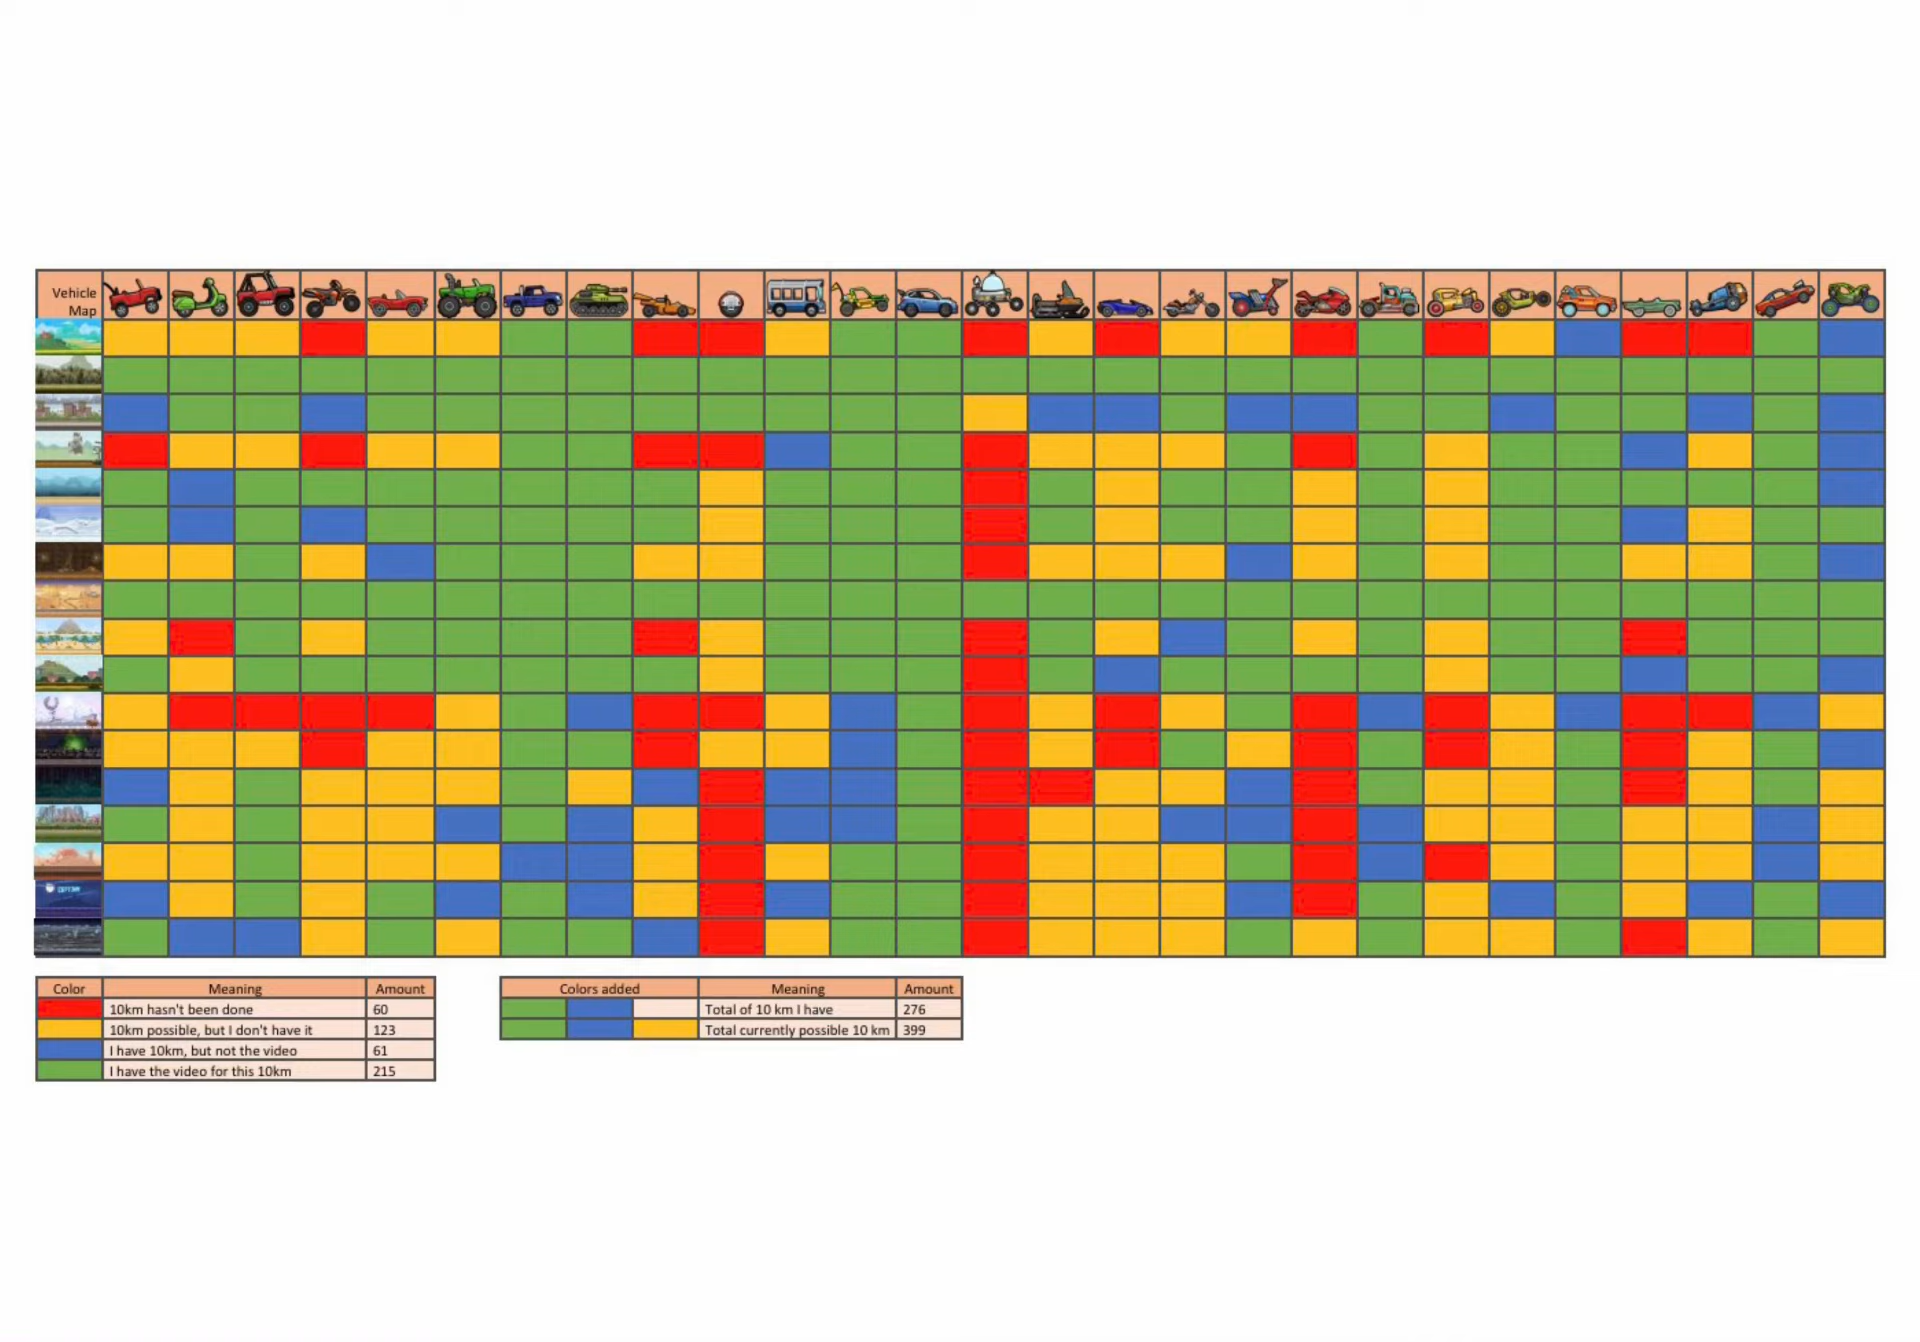 Vehicle
Map
Color Meaning Amount
10km hasn't been done 60
10km possible, but I don't have it 123
I have 10km, but not the video 61
I have the video for this 10km 215
Colors added Meaning Amount
Total of 10 km I have 276
Total currently possible 10 km 399